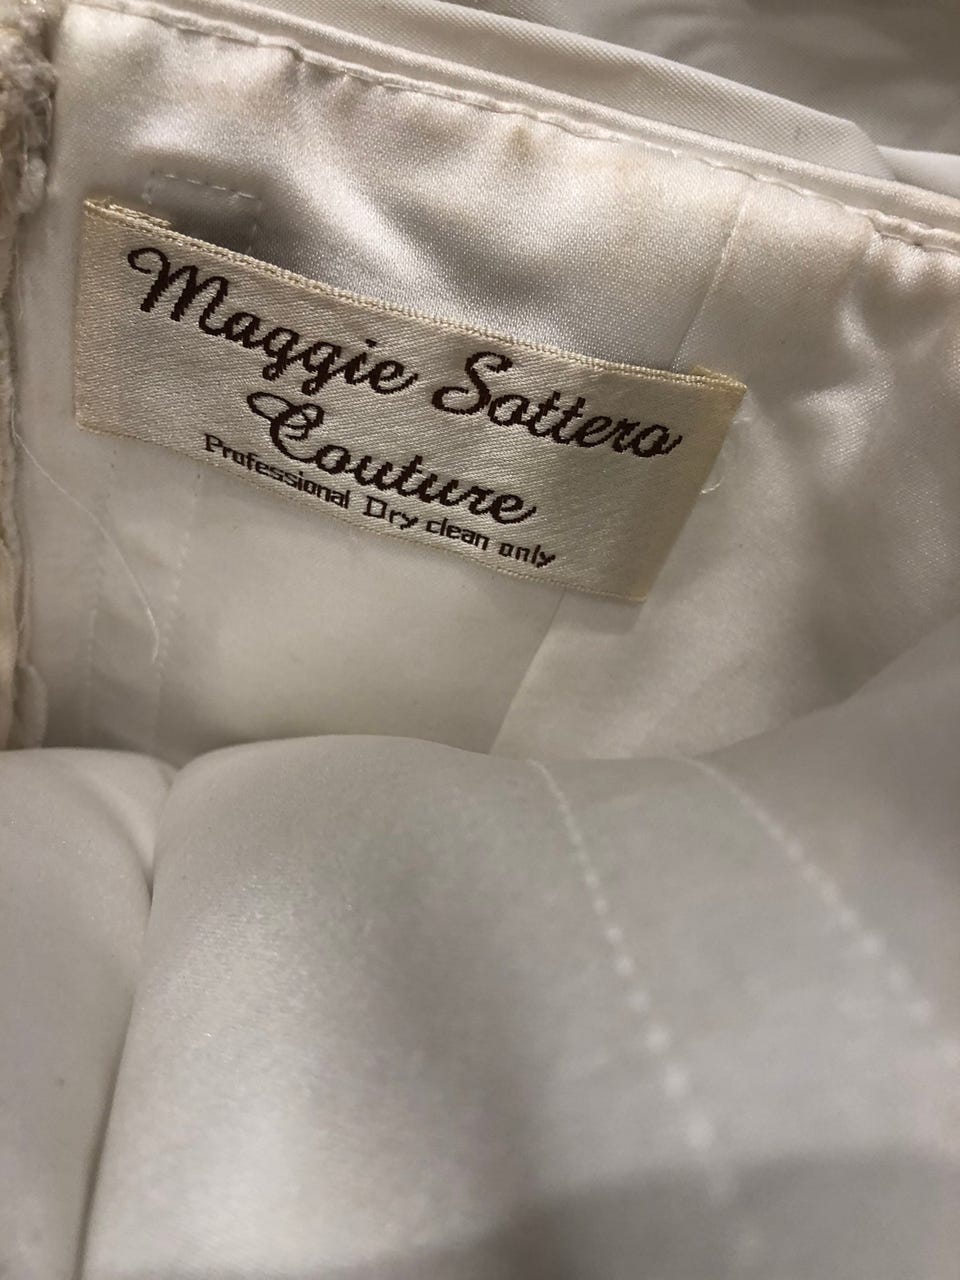 Maggie Sottero
Couture
Professional Dry clean only